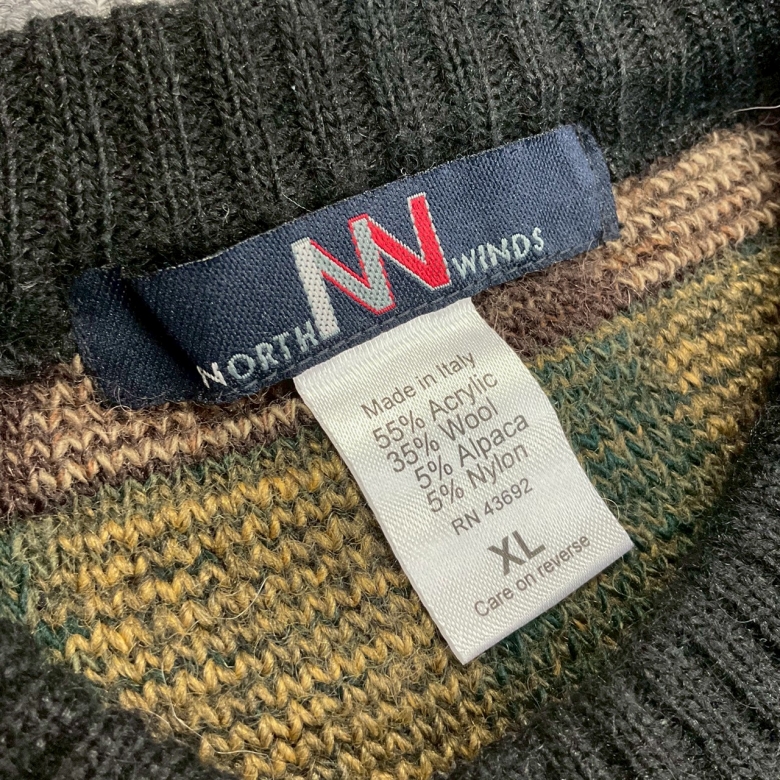 NORTH NW WINDS
Made in Italy
55% Acrylic
35% Wool
5% Alpaca
5% Nylon
RN 43692
XL
Care on reverse